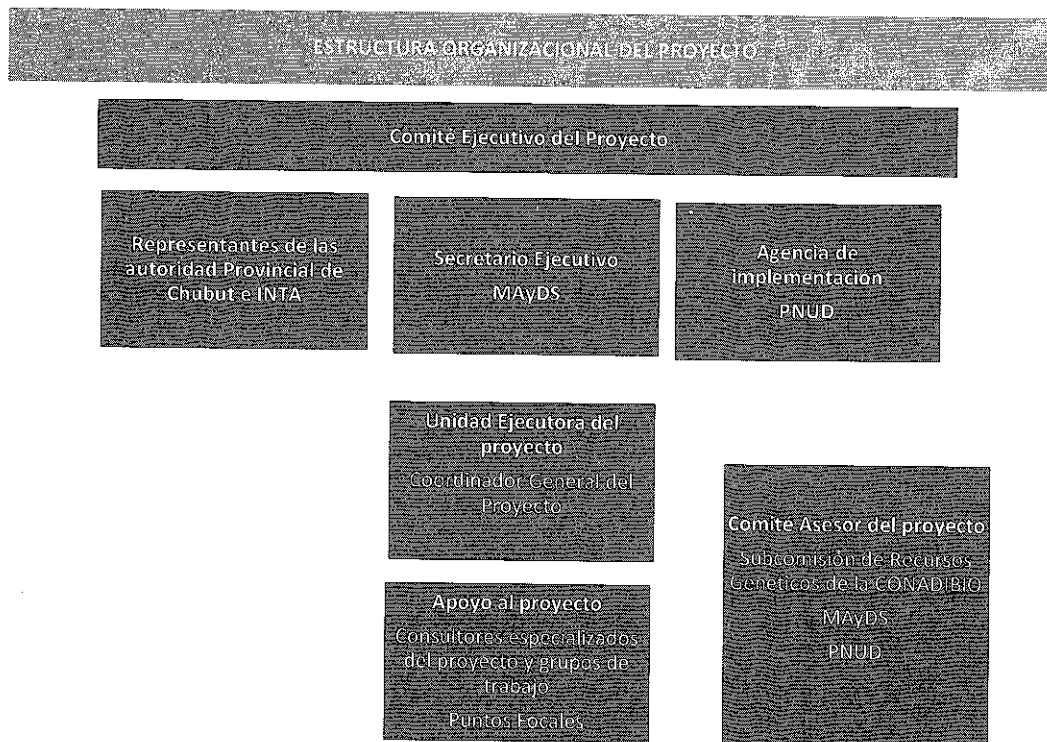 ESTRUCTURA ORGANIZACIONAL DEL PROYECTO
Comité Ejecutivo del Proyecto
Representantes de las
autoridad Provincial de
Chubut e INTA
Secretario Ejecutivo
MAyDS
Agencia de
implementación
PNUD
Unidad Ejecutora del
proyecto
Coordinador General del
Proyecto
Comité Asesor del proyecto
Subcomisión de Recursos
Genéticos de la CONADIBIO
MAyDS
PNUD
Apoyo al proyecto
Consultores especializados
del proyecto y grupos de
trabajo
Puntos Focales